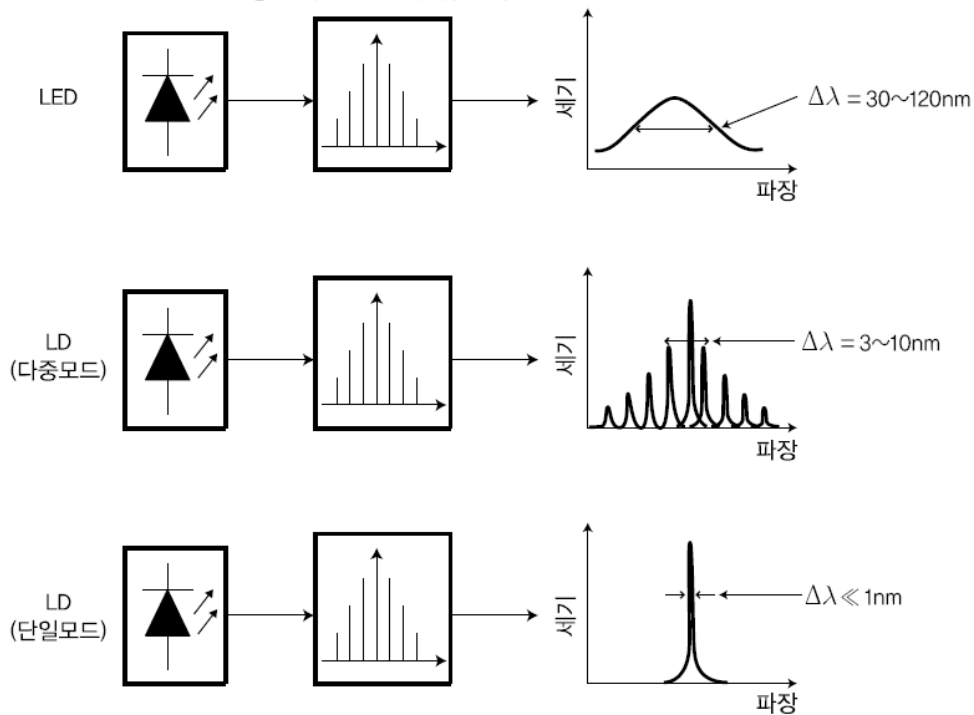 LED
세기
Δλ = 30~120nm
파장
LD
(다중모드)
세기
Δλ = 3~10nm
파장
LD
(단일모드)
세기
Δλ ≪ 1nm
파장